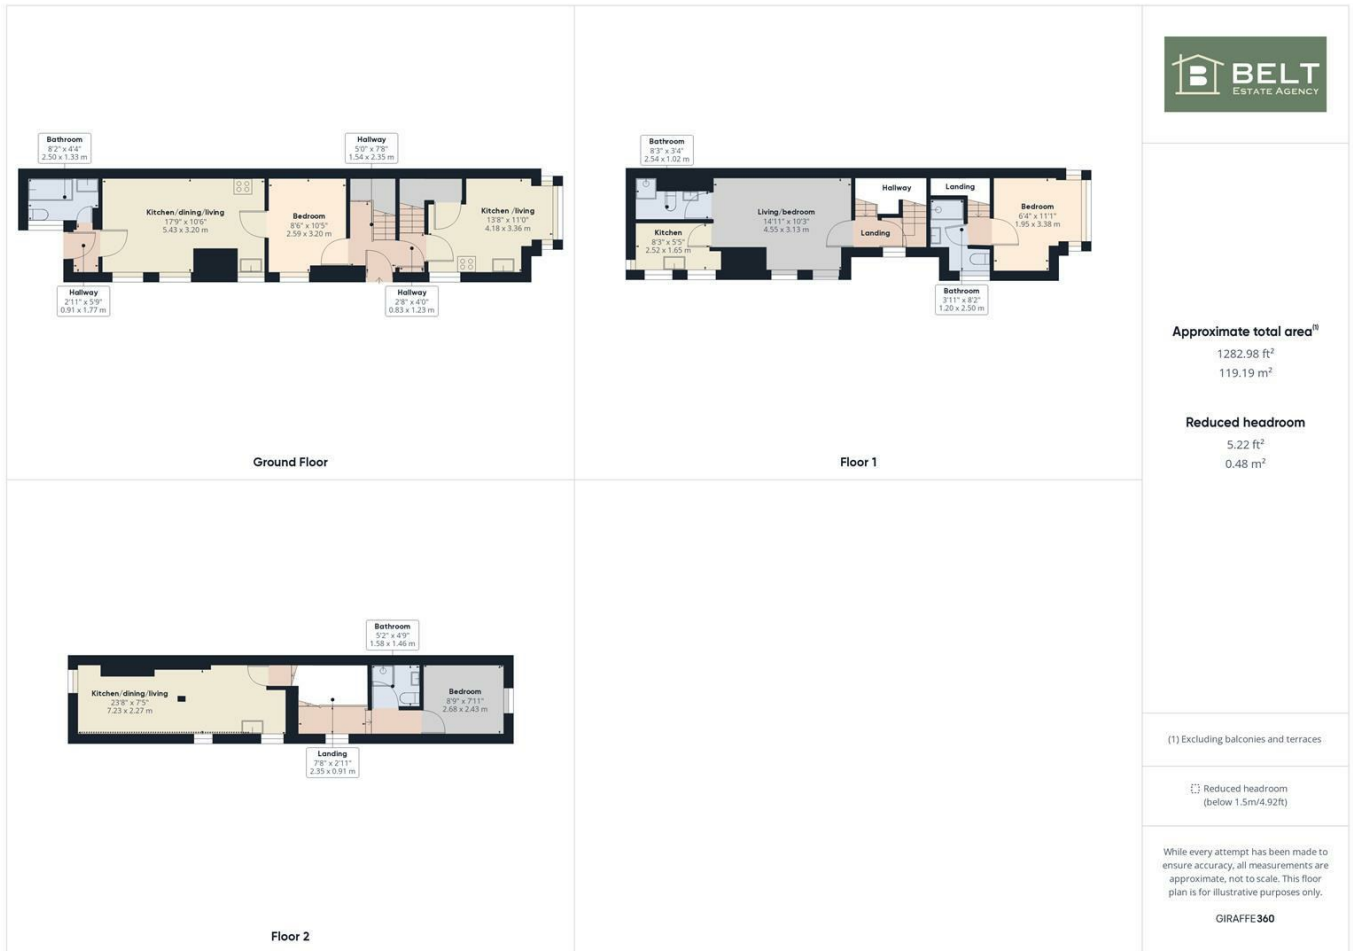 Bathroom
8'2" x 4'4"
2.50 x 1.33 m
Hallway
5'0" x 7'8"
1.54 x 2.35 m
Kitchen/dining/living
17'9" x 10'6"
5.43 x 3.20 m
Bedroom
8'6" x 10'5"
2.59 x 3.20 m
Kitchen /living
13'8" x 11'0"
4.18 x 3.36 m
Hallway
2'11" x 5'9"
0.91 x 1.77 m
Hallway
2'8" x 4'0"
0.83 x 1.23 m
Ground Floor
Bathroom
8'3" x 3'4"
2.54 x 1.02 m
Hallway
Landing
Living/bedroom
14'11" x 10'3"
4.55 x 3.13 m
Bedroom
6'4" x 11'1"
1.95 x 3.38 m
Kitchen
8'3" x 5'5"
2.52 x 1.65 m
Landing
Bathroom
3'11" x 8'2"
1.20 x 2.50 m
Floor 1
Bathroom
5'2" x 4'9"
1.58 x 1.46 m
Kitchen/dining/living
23'8" x 7'5"
7.23 x 2.27 m
Bedroom
8'9" x 7'11"
2.68 x 2.43 m
Landing
7'8" x 2'11"
2.35 x 0.91 m
Floor 2
B BELT
ESTATE AGENCY
Approximate total area(1)
1282.98 ft²
119.19 m²
Reduced headroom
5.22 ft²
0.48 m²
(1) Excluding balconies and terraces
Reduced headroom
(below 1.5m/4.92ft)
While every attempt has been made to
ensure accuracy, all measurements are
approximate, not to scale. This floor
plan is for illustrative purposes only.
GIRAFFE360